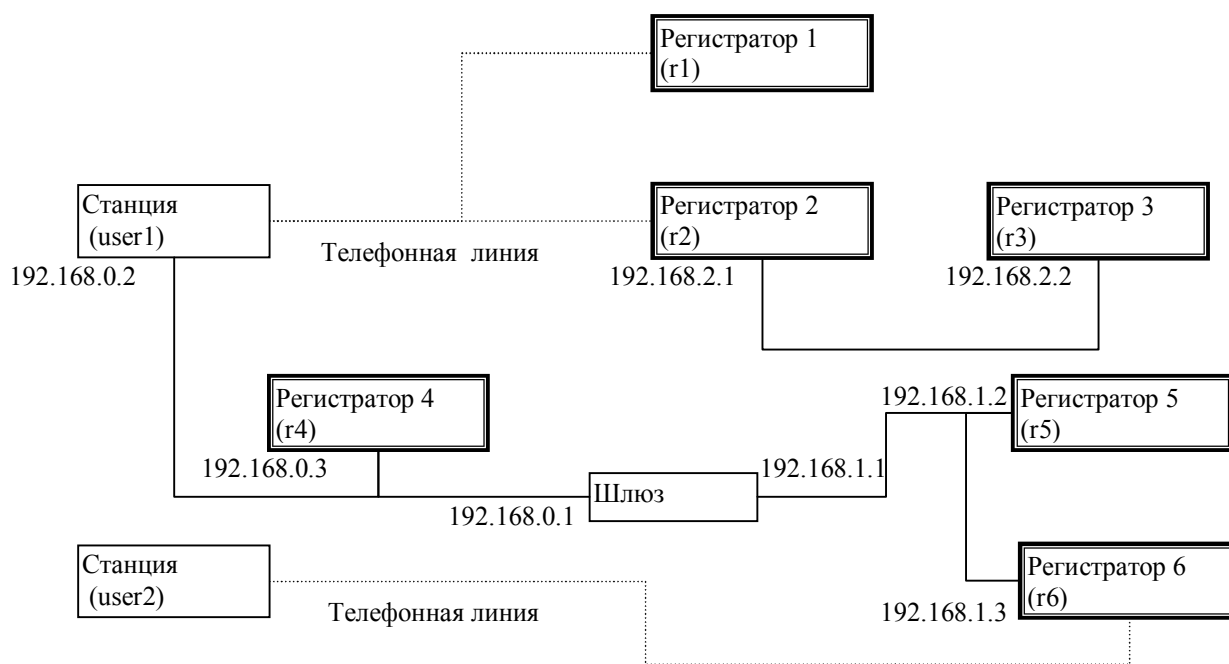 Регистратор 1
(r1)
Станция
(user1)
Регистратор 2
(r2)
Регистратор 3
(r3)
Телефонная линия
192.168.0.2
192.168.2.1
192.168.2.2
Регистратор 4
(r4)
192.168.1.2
Регистратор 5
(r5)
192.168.0.3
192.168.1.1
Шлюз
192.168.0.1
Станция
(user2)
Регистратор 6
(r6)
Телефонная линия
192.168.1.3